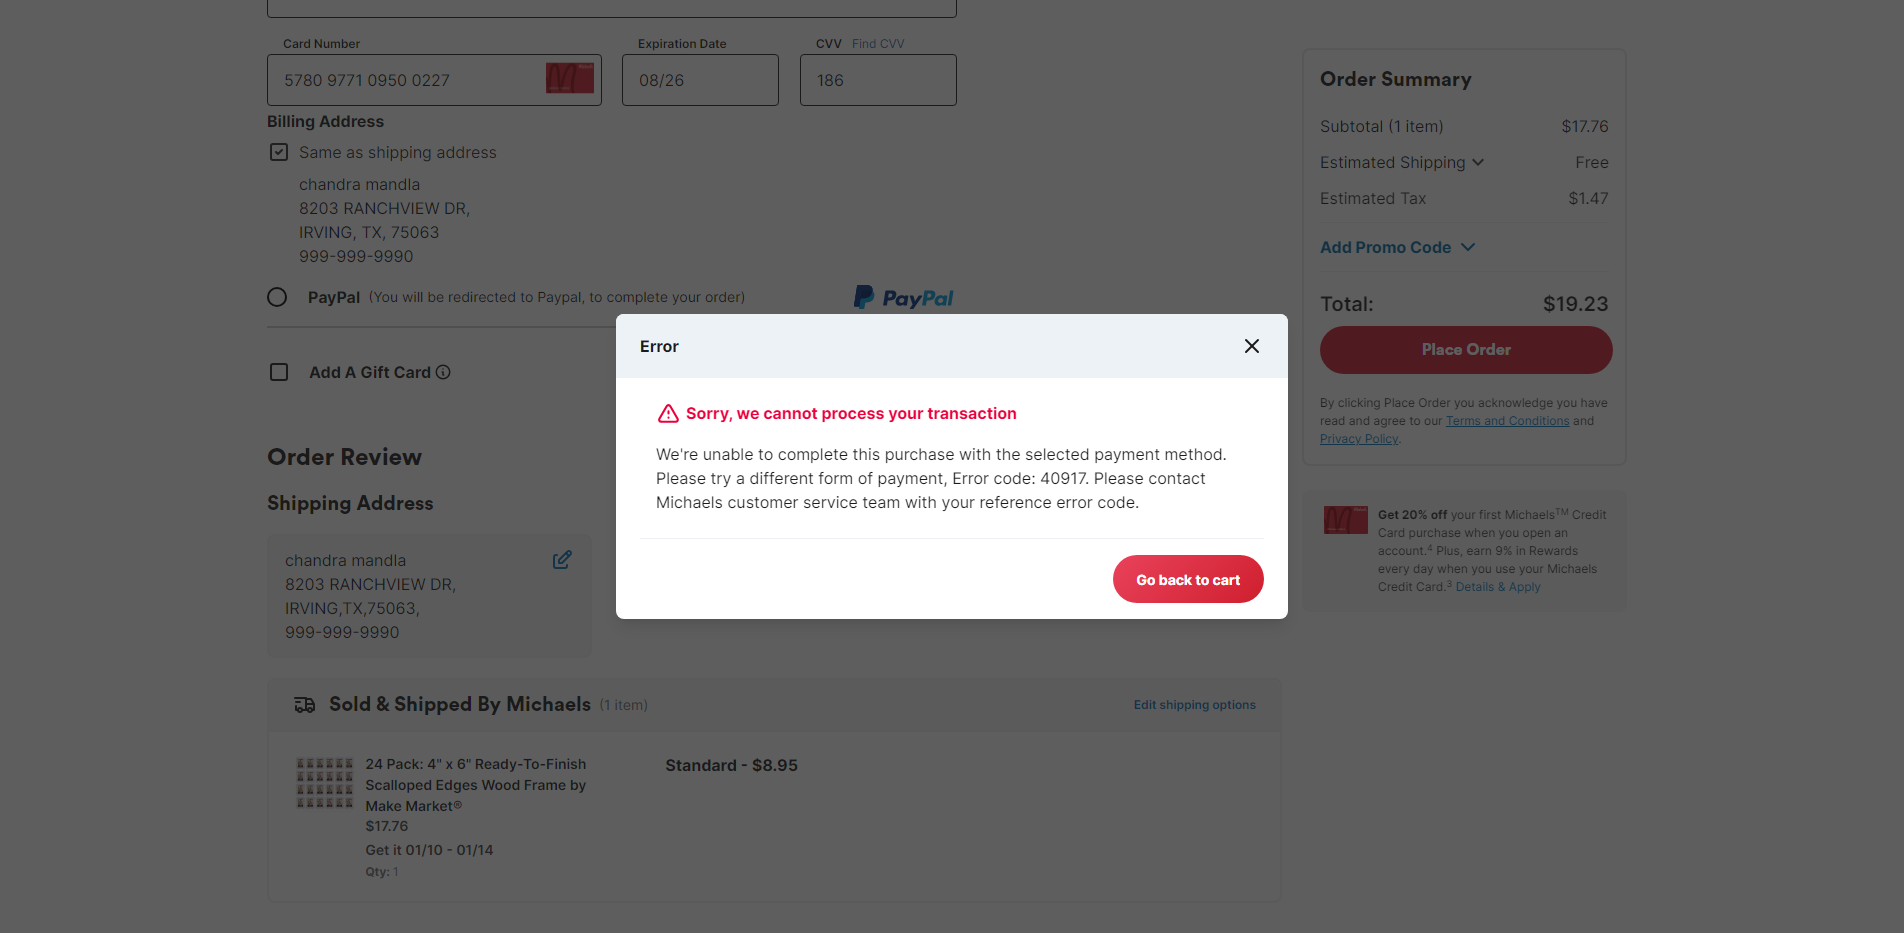 Card Number
Expiration Date
CVV Find CVV
5780 9771 0950 0227
08/26
186
Billing Address
Same as shipping address
chandra mandla
8203 RANCHVIEW DR,
IRVING, TX, 75063
999-999-9990
PayPal (You will be redirected to Paypal, to complete your order)
PayPal
Add A Gift Card
Order Review
Shipping Address
chandra mandla
8203 RANCHVIEW DR,
IRVING,TX,75063,
999-999-9990
Sold & Shipped By Michaels (1 item)
Edit shipping options
24 Pack: 4" x 6" Ready-To-Finish
Scalloped Edges Wood Frame by
Make Market®
$17.76
Get it 01/10 - 01/14
Qty: 1
Standard - $8.95
Error
Sorry, we cannot process your transaction
We're unable to complete this purchase with the selected payment method.
Please try a different form of payment, Error code: 40917. Please contact
Michaels customer service team with your reference error code.
Go back to cart
Order Summary
Subtotal (1 item) $17.76
Estimated Shipping Free
Estimated Tax $1.47
Add Promo Code
Total: $19.23
Place Order
By clicking Place Order you acknowledge you have
read and agree to our Terms and Conditions and
Privacy Policy.
Get 20% off your first Michaels™ Credit
Card purchase when you open an
account.⁴ Plus, earn 9% in Rewards
every day when you use your Michaels
Credit Card.³ Details & Apply